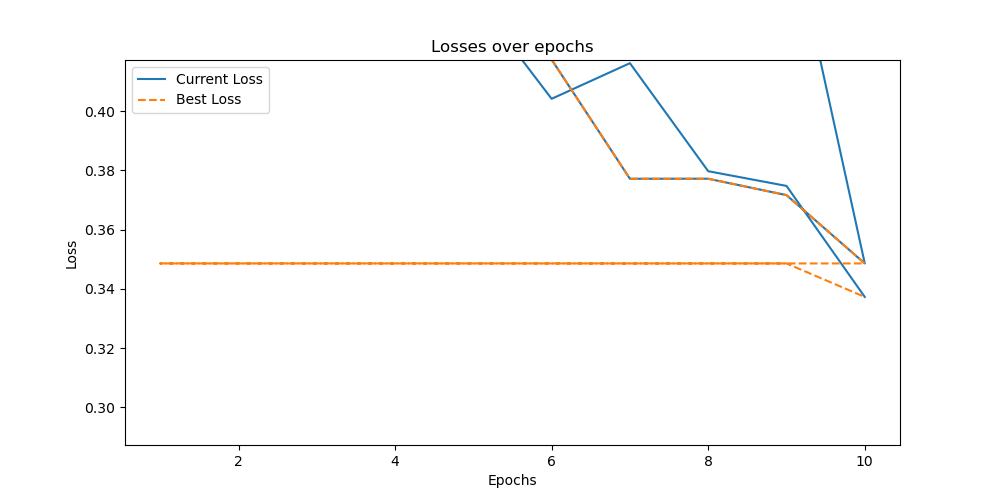 Losses over epochs
Current Loss
Best Loss
0.40
0.38
0.36
0.34
0.32
0.30
Loss
2 4 6 8 10
Epochs